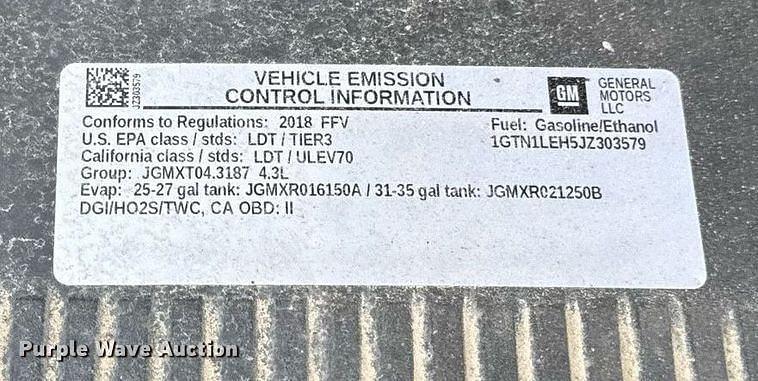 VEHICLE EMISSION
CONTROL INFORMATION
JZ303579
GM
GENERAL
MOTORS
LLC
Conforms to Regulations: 2018 FFV
Fuel: Gasoline/Ethanol
U.S. EPA class / stds: LDT / TIER3
1GTN1LEH5JZ303579
California class / stds: LDT / ULEV70
Group: JGMXT04.3187 4.3L
Evap: 25-27 gal tank: JGMXR016150A / 31-35 gal tank: JGMXR021250B
DGI/HO2S/TWC, CA OBD: II
Purple Wave Auction